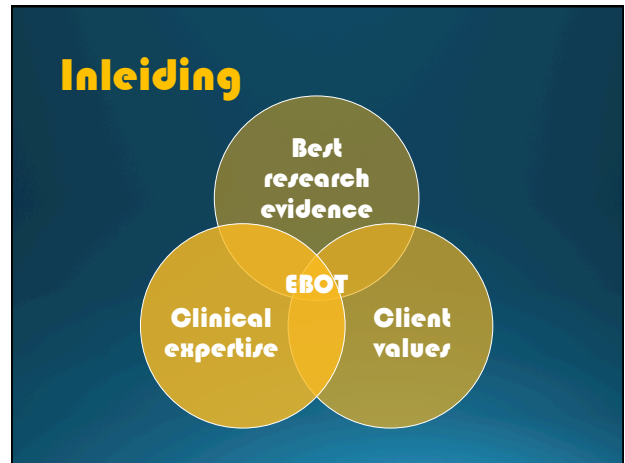 Inleiding
Best
research
evidence
EBOT
Clinical
expertise
Client
values